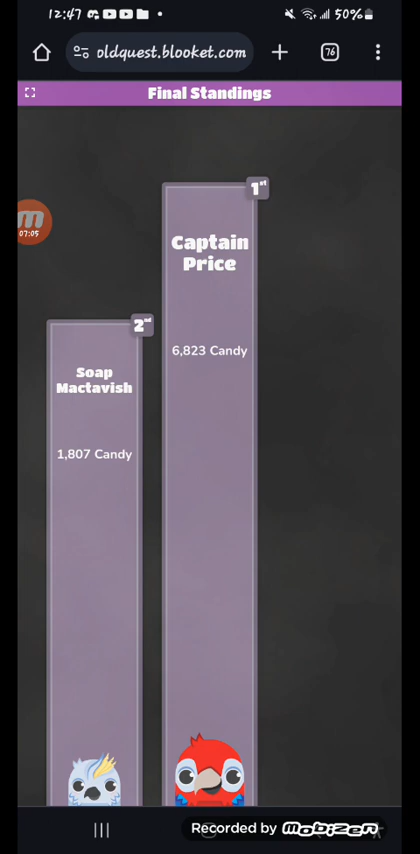 12:47
50%
oldquest.blooket.com
76
Final Standings
1st
Captain
Price
6,823 Candy
07:05
2nd
Soap
Mactavish
1,807 Candy
Recorded by MOBIZEN